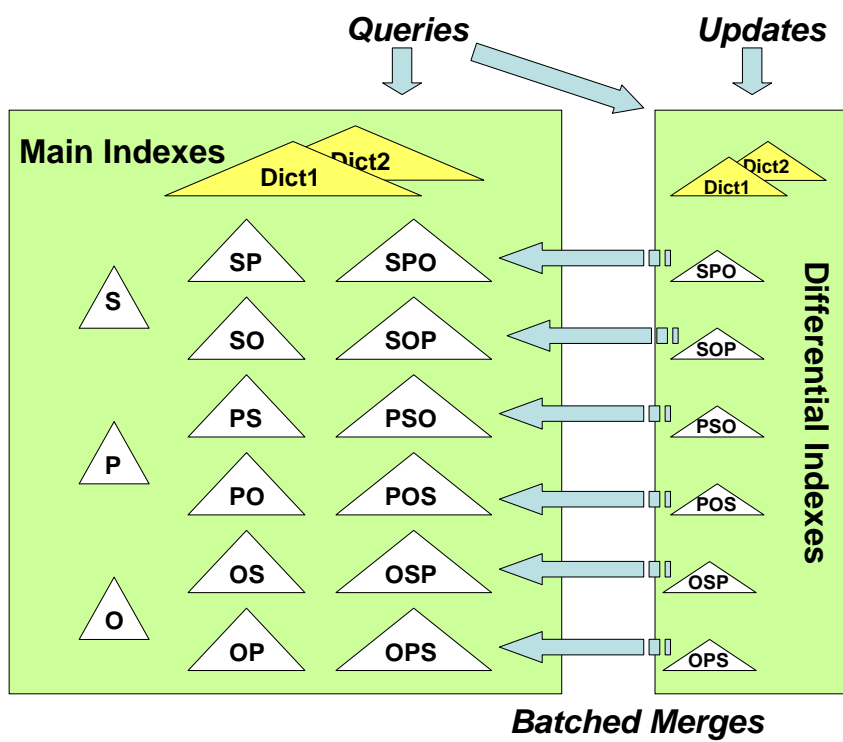 Queries
Updates
Main Indexes
Dict2
Dict1
Dict2
Dict1
S
P
O
SP
SPO
SO
SOP
PS
PSO
PO
POS
OS
OSP
OP
OPS
SPO
SOP
PSO
POS
OSP
OPS
Differential Indexes
Batched Merges